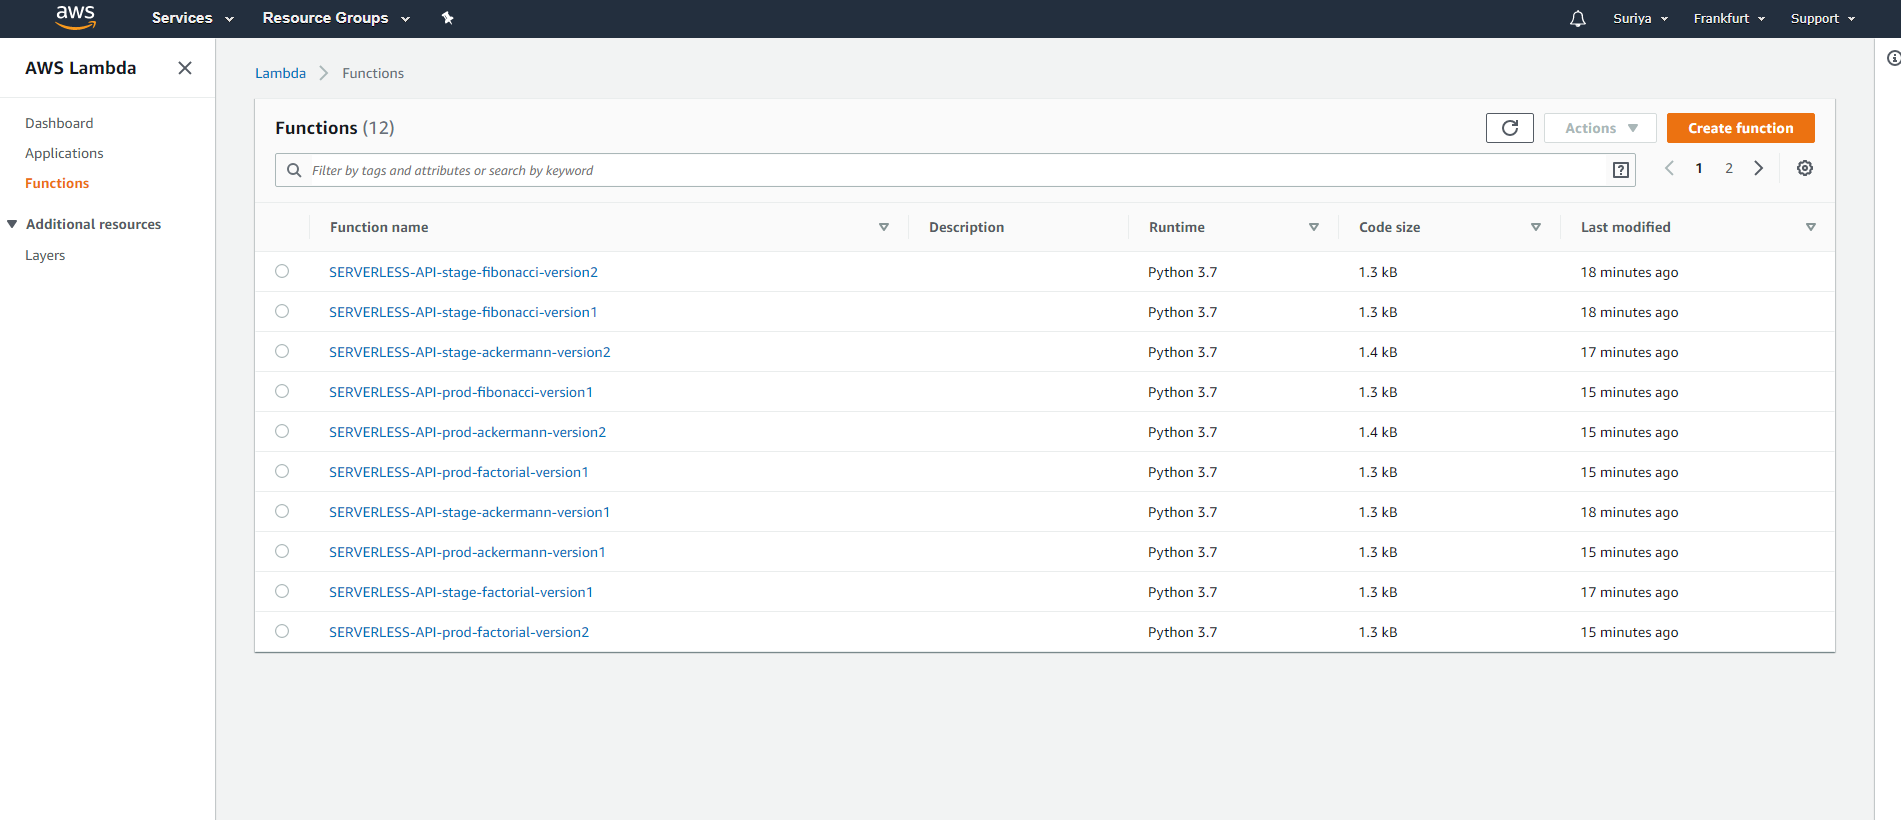 aws Services Resource Groups Suriya Frankfurt Support
AWS Lambda
Dashboard
Applications
Functions
Additional resources
Layers
Lambda Functions
Functions (12) Actions Create function
Filter by tags and attributes or search by keyword ? 1 2
Function name Description Runtime Code size Last modified
SERVERLESS-API-stage-fibonacci-version2 Python 3.7 1.3 kB 18 minutes ago
SERVERLESS-API-stage-fibonacci-version1 Python 3.7 1.3 kB 18 minutes ago
SERVERLESS-API-stage-ackermann-version2 Python 3.7 1.4 kB 17 minutes ago
SERVERLESS-API-prod-fibonacci-version1 Python 3.7 1.3 kB 15 minutes ago
SERVERLESS-API-prod-ackermann-version2 Python 3.7 1.4 kB 15 minutes ago
SERVERLESS-API-prod-factorial-version1 Python 3.7 1.3 kB 15 minutes ago
SERVERLESS-API-stage-ackermann-version1 Python 3.7 1.3 kB 18 minutes ago
SERVERLESS-API-prod-ackermann-version1 Python 3.7 1.3 kB 15 minutes ago
SERVERLESS-API-stage-factorial-version1 Python 3.7 1.3 kB 17 minutes ago
SERVERLESS-API-prod-factorial-version2 Python 3.7 1.3 kB 15 minutes ago